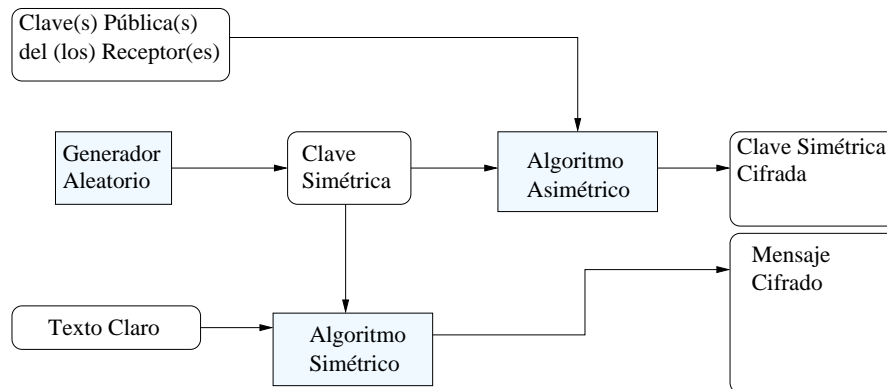 Clave(s) Pública(s)
del (los) Receptor(es)
Generador
Aleatorio
Clave
Simétrica
Algoritmo
Asimétrico
Clave Simétrica
Cifrada
Mensaje
Cifrado
Texto Claro
Algoritmo
Simétrico